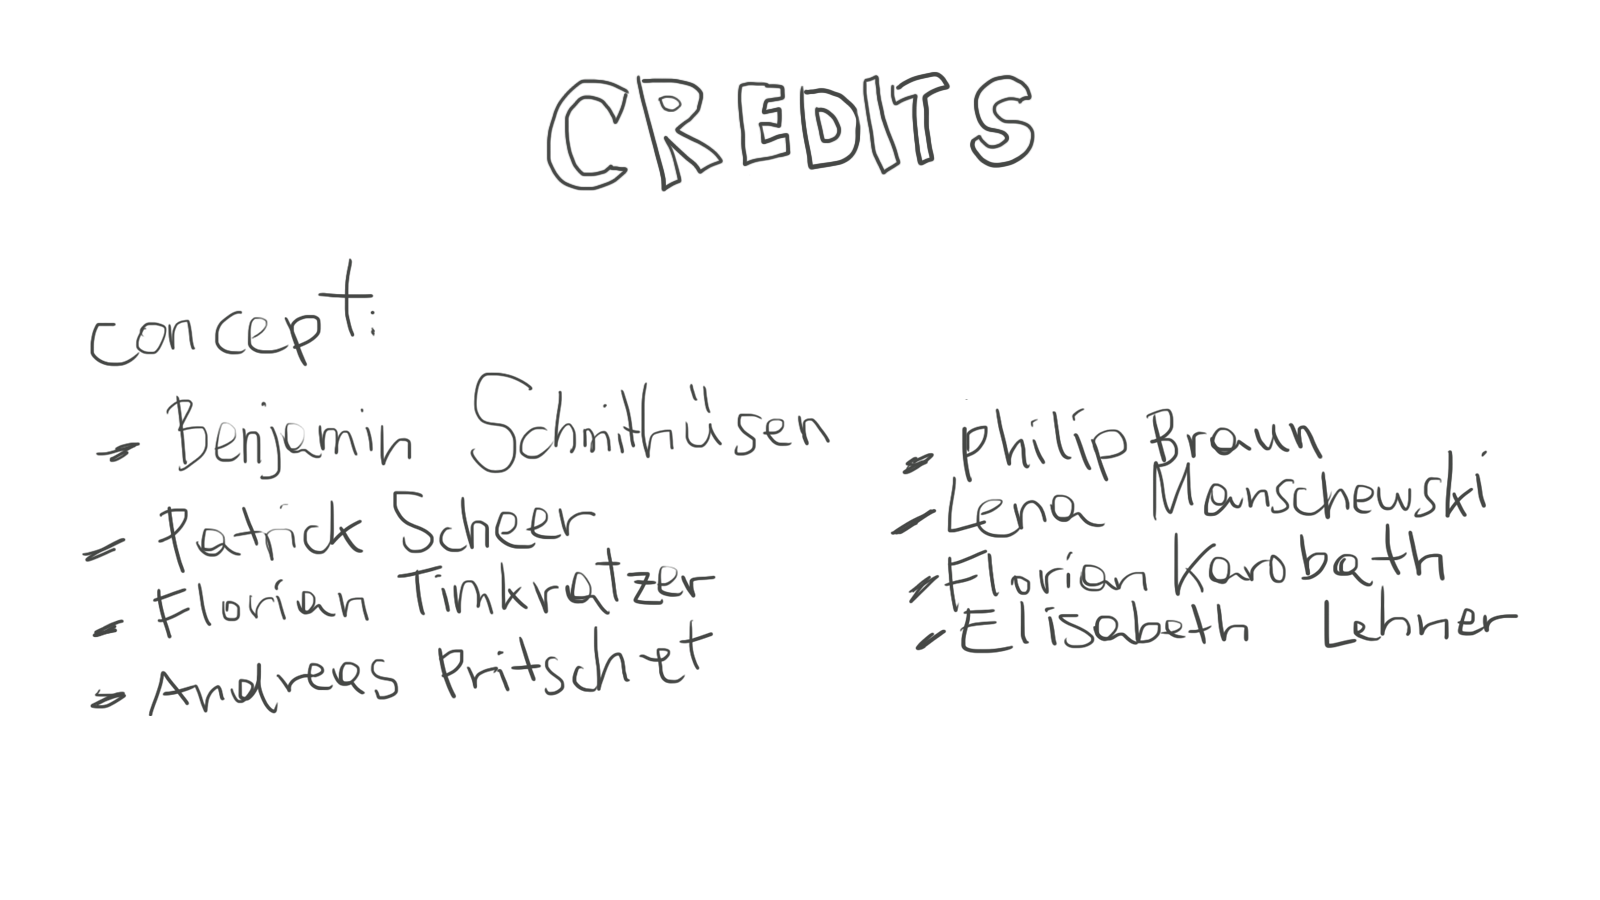 CREDITS
concept:
- Benjamin Schmithüsen
- Patrick Scheer
- Florian Timkratzer
- Andreas Pritschet
- Philip Braun
- Lena Manschewski
- Florian Karobath
- Elisabeth Lehner